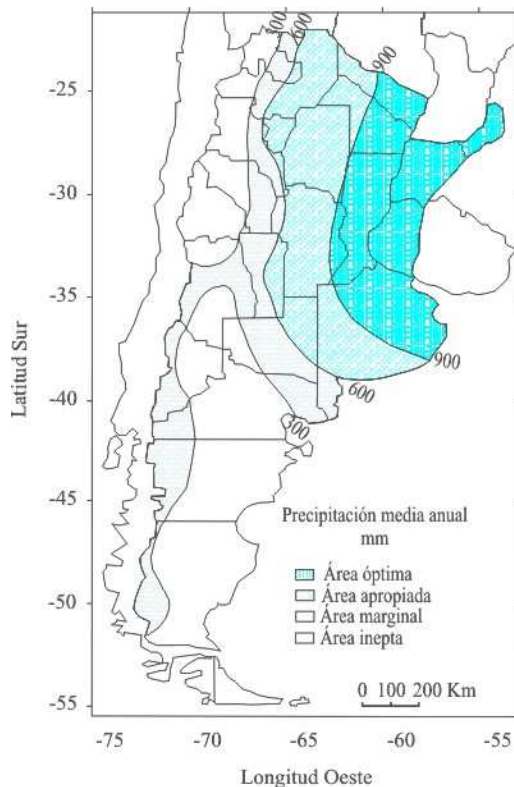 300
600
900
-25
-30
-35
-40
-45
-50
-55
Latitud Sur
900
600
300
Precipitación media anual
mm
Área óptima
Área apropiada
Área marginal
Área inepta
0 100 200 Km
-75 -70 -65 -60 -55
Longitud Oeste